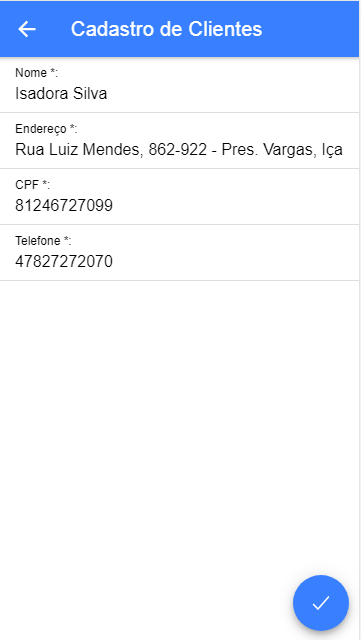 Cadastro de Clientes
Nome *:
Isadora Silva
Endereço *:
Rua Luiz Mendes, 862-922 - Pres. Vargas, Iça
CPF *:
81246727099
Telefone *:
47827272070